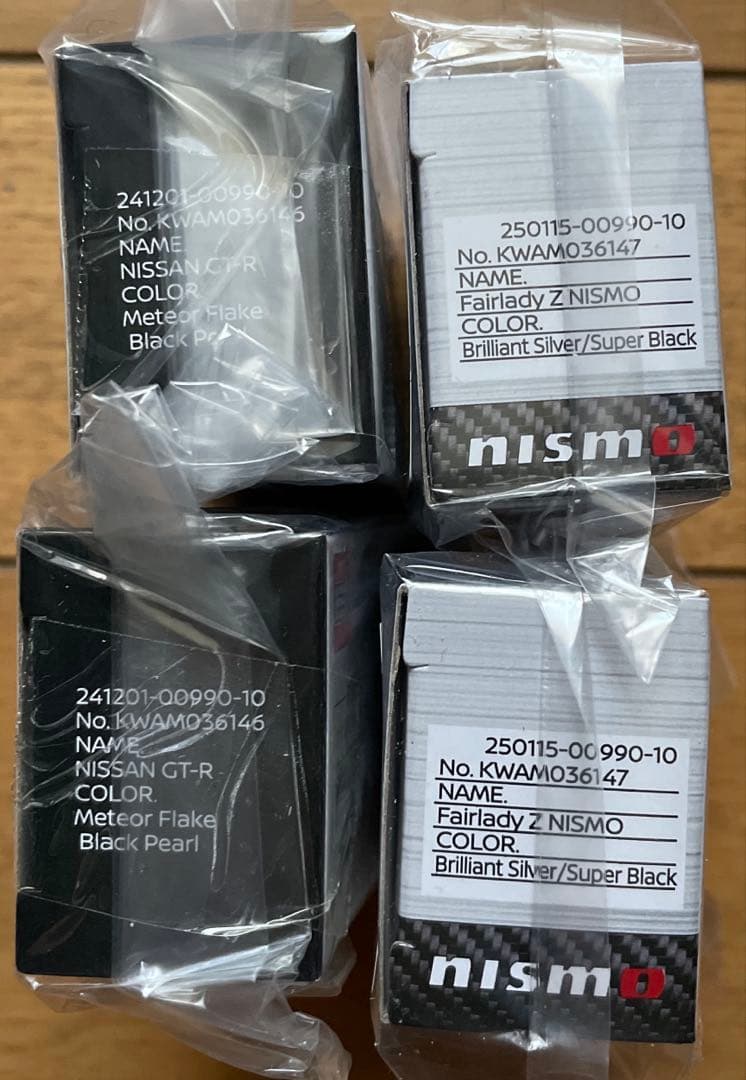 241201-00990-10
No. KWAM036146
NAME.
NISSAN GT-R
COLOR.
Meteor Flake
Black
250115-00990-10
No. KWAM036147
NAME.
Fairlady Z NISMO
COLOR.
Brilliant Silver/Super Black
nismo
241201-00990-10
No. KWAM036146
NAME.
NISSAN GT-R
COLOR.
Meteor Flake
Black Pearl
250115-00990-10
No. KWAM036147
NAME.
Fairlady Z NISMO
COLOR.
Brilliant Silver/Super Black
nismo